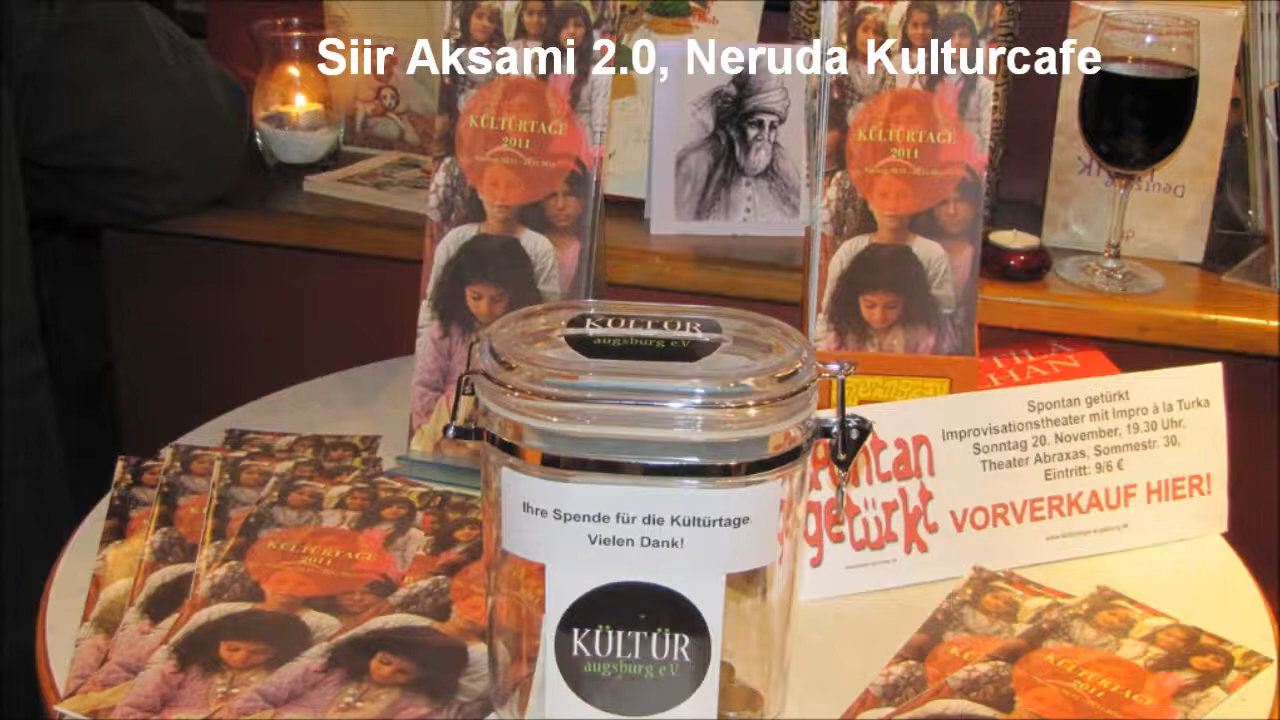 Siir Aksami 2.0, Neruda Kulturcafe
KÜLTÜRTAGE
2011
KÜLTÜRTAGE
2011
KÜLTÜR
augsburg e.V
Spontan getürkt
Improvisationstheater mit Impro à la Turka
Sonntag 20. November, 19.30 Uhr,
Theater Abraxas, Sommestr. 30,
Eintritt: 9/6 €
VORVERKAUF HIER!
getürkt
Ihre Spende für die Kültürtage.
Vielen Dank!
KÜLTÜR
augsburg e.V
KÜLTÜRTAGE
2011
KÜLTÜRTAGE
2011